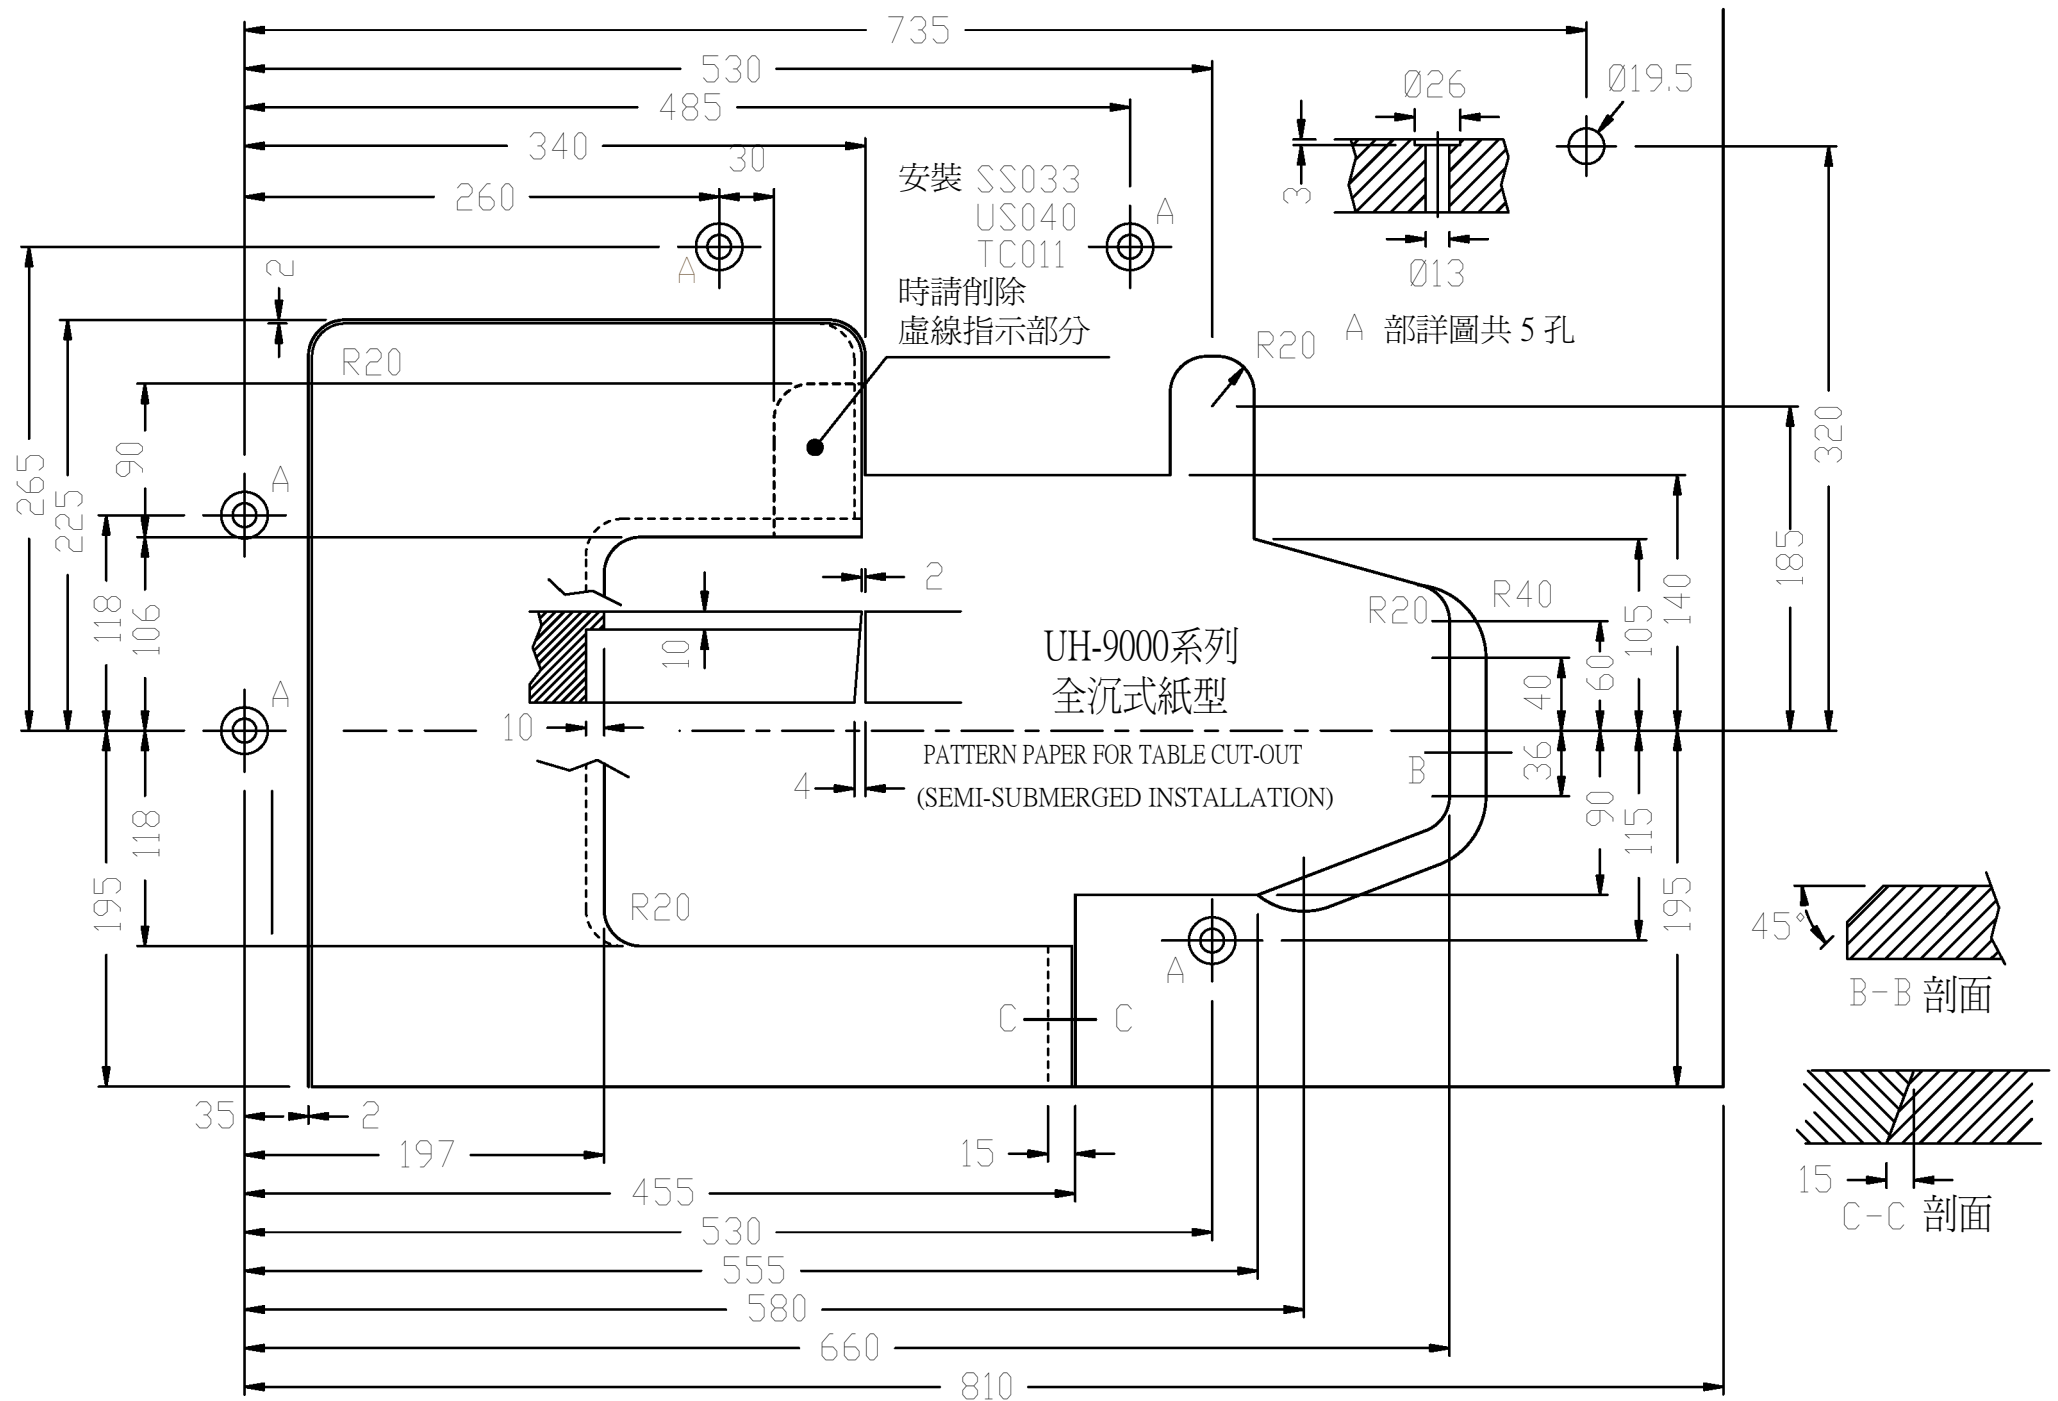 735
530
485
340
30
260
安裝 SS033
US040
TC011
時請削除
虛線指示部分
A
A
Ø26
Ø19.5
3
Ø13
A 部詳圖共 5 孔
2
R20
R20
265
225
90
118
106
A
A
320
185
140
105
60
40
R20
R40
2
10
10
4
UH-9000系列
全沉式紙型
PATTERN PAPER FOR TABLE CUT-OUT
(SEMI-SUBMERGED INSTALLATION)
B
36
90
115
195
195
118
R20
A
C
C
45°
B-B 剖面
15
C-C 剖面
35
2
197
15
455
530
555
580
660
810